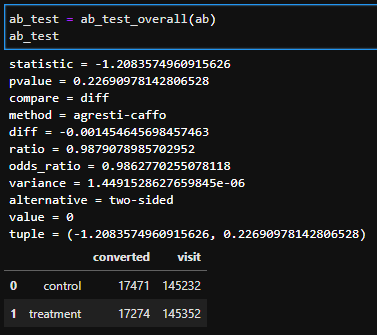 ab_test = ab_test_overall(ab)
ab_test
statistic = -1.2083574960915626
pvalue = 0.22690978142806528
compare = diff
method = agresti-caffo
diff = -0.001454645698457463
ratio = 0.9879078985702952
odds_ratio = 0.9862770255078118
variance = 1.4491528627659845e-06
alternative = two-sided
value = 0
tuple = (-1.2083574960915626, 0.22690978142806528)
converted visit
0 control 17471 145232
1 treatment 17274 145352